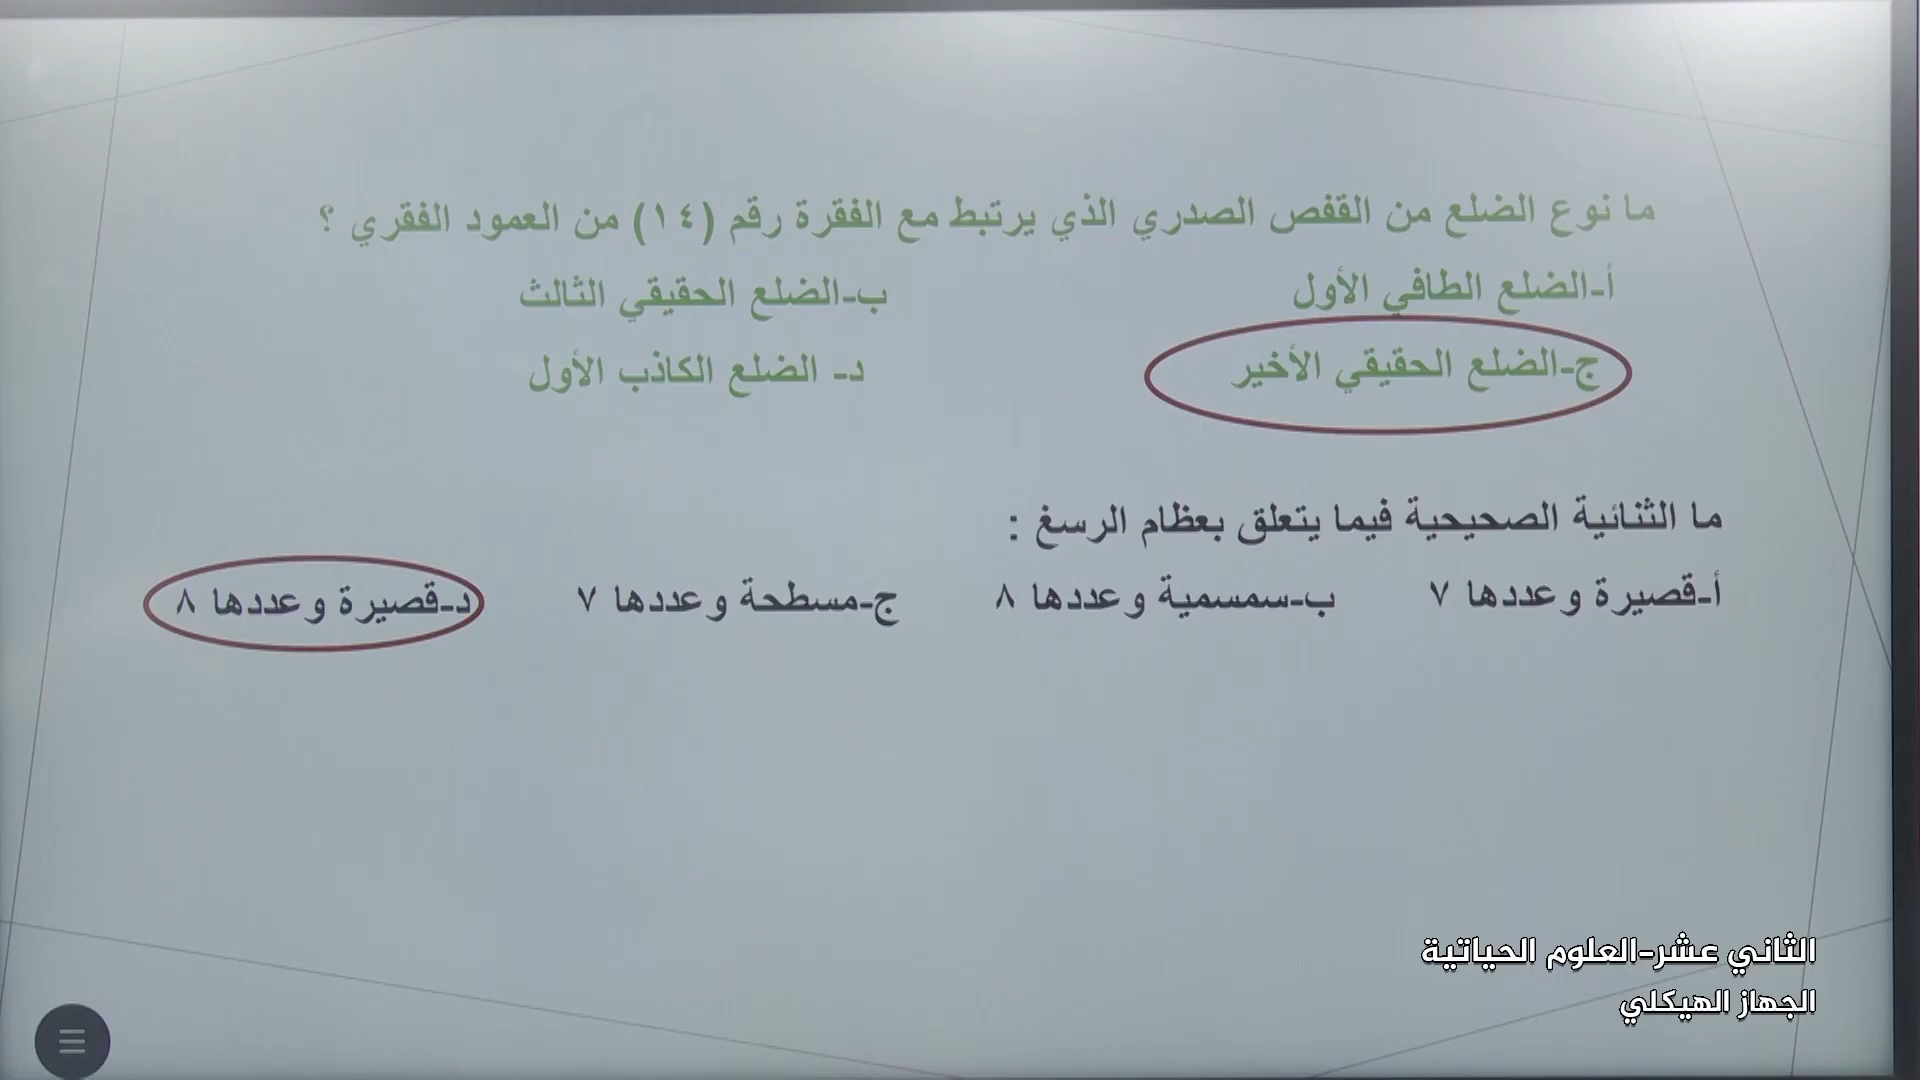 ما نوع الضلع من القفص الصدري الذي يرتبط مع الفقرة رقم (١٤) من العمود الفقري ؟
أ-الضلع الطافي الأول ب-الضلع الحقيقي الثالث
ج-الضلع الحقيقي الأخير د- الضلع الكاذب الأول
ما الثنائية الصحيحية فيما يتعلق بعظام الرسغ :
أ-قصيرة وعددها ٧ ب-سمسمية وعددها ٨ ج-مسطحة وعددها ٧ د-قصيرة وعددها ٨
الثاني عشر-العلوم الحياتية
الجهاز الهيكلي